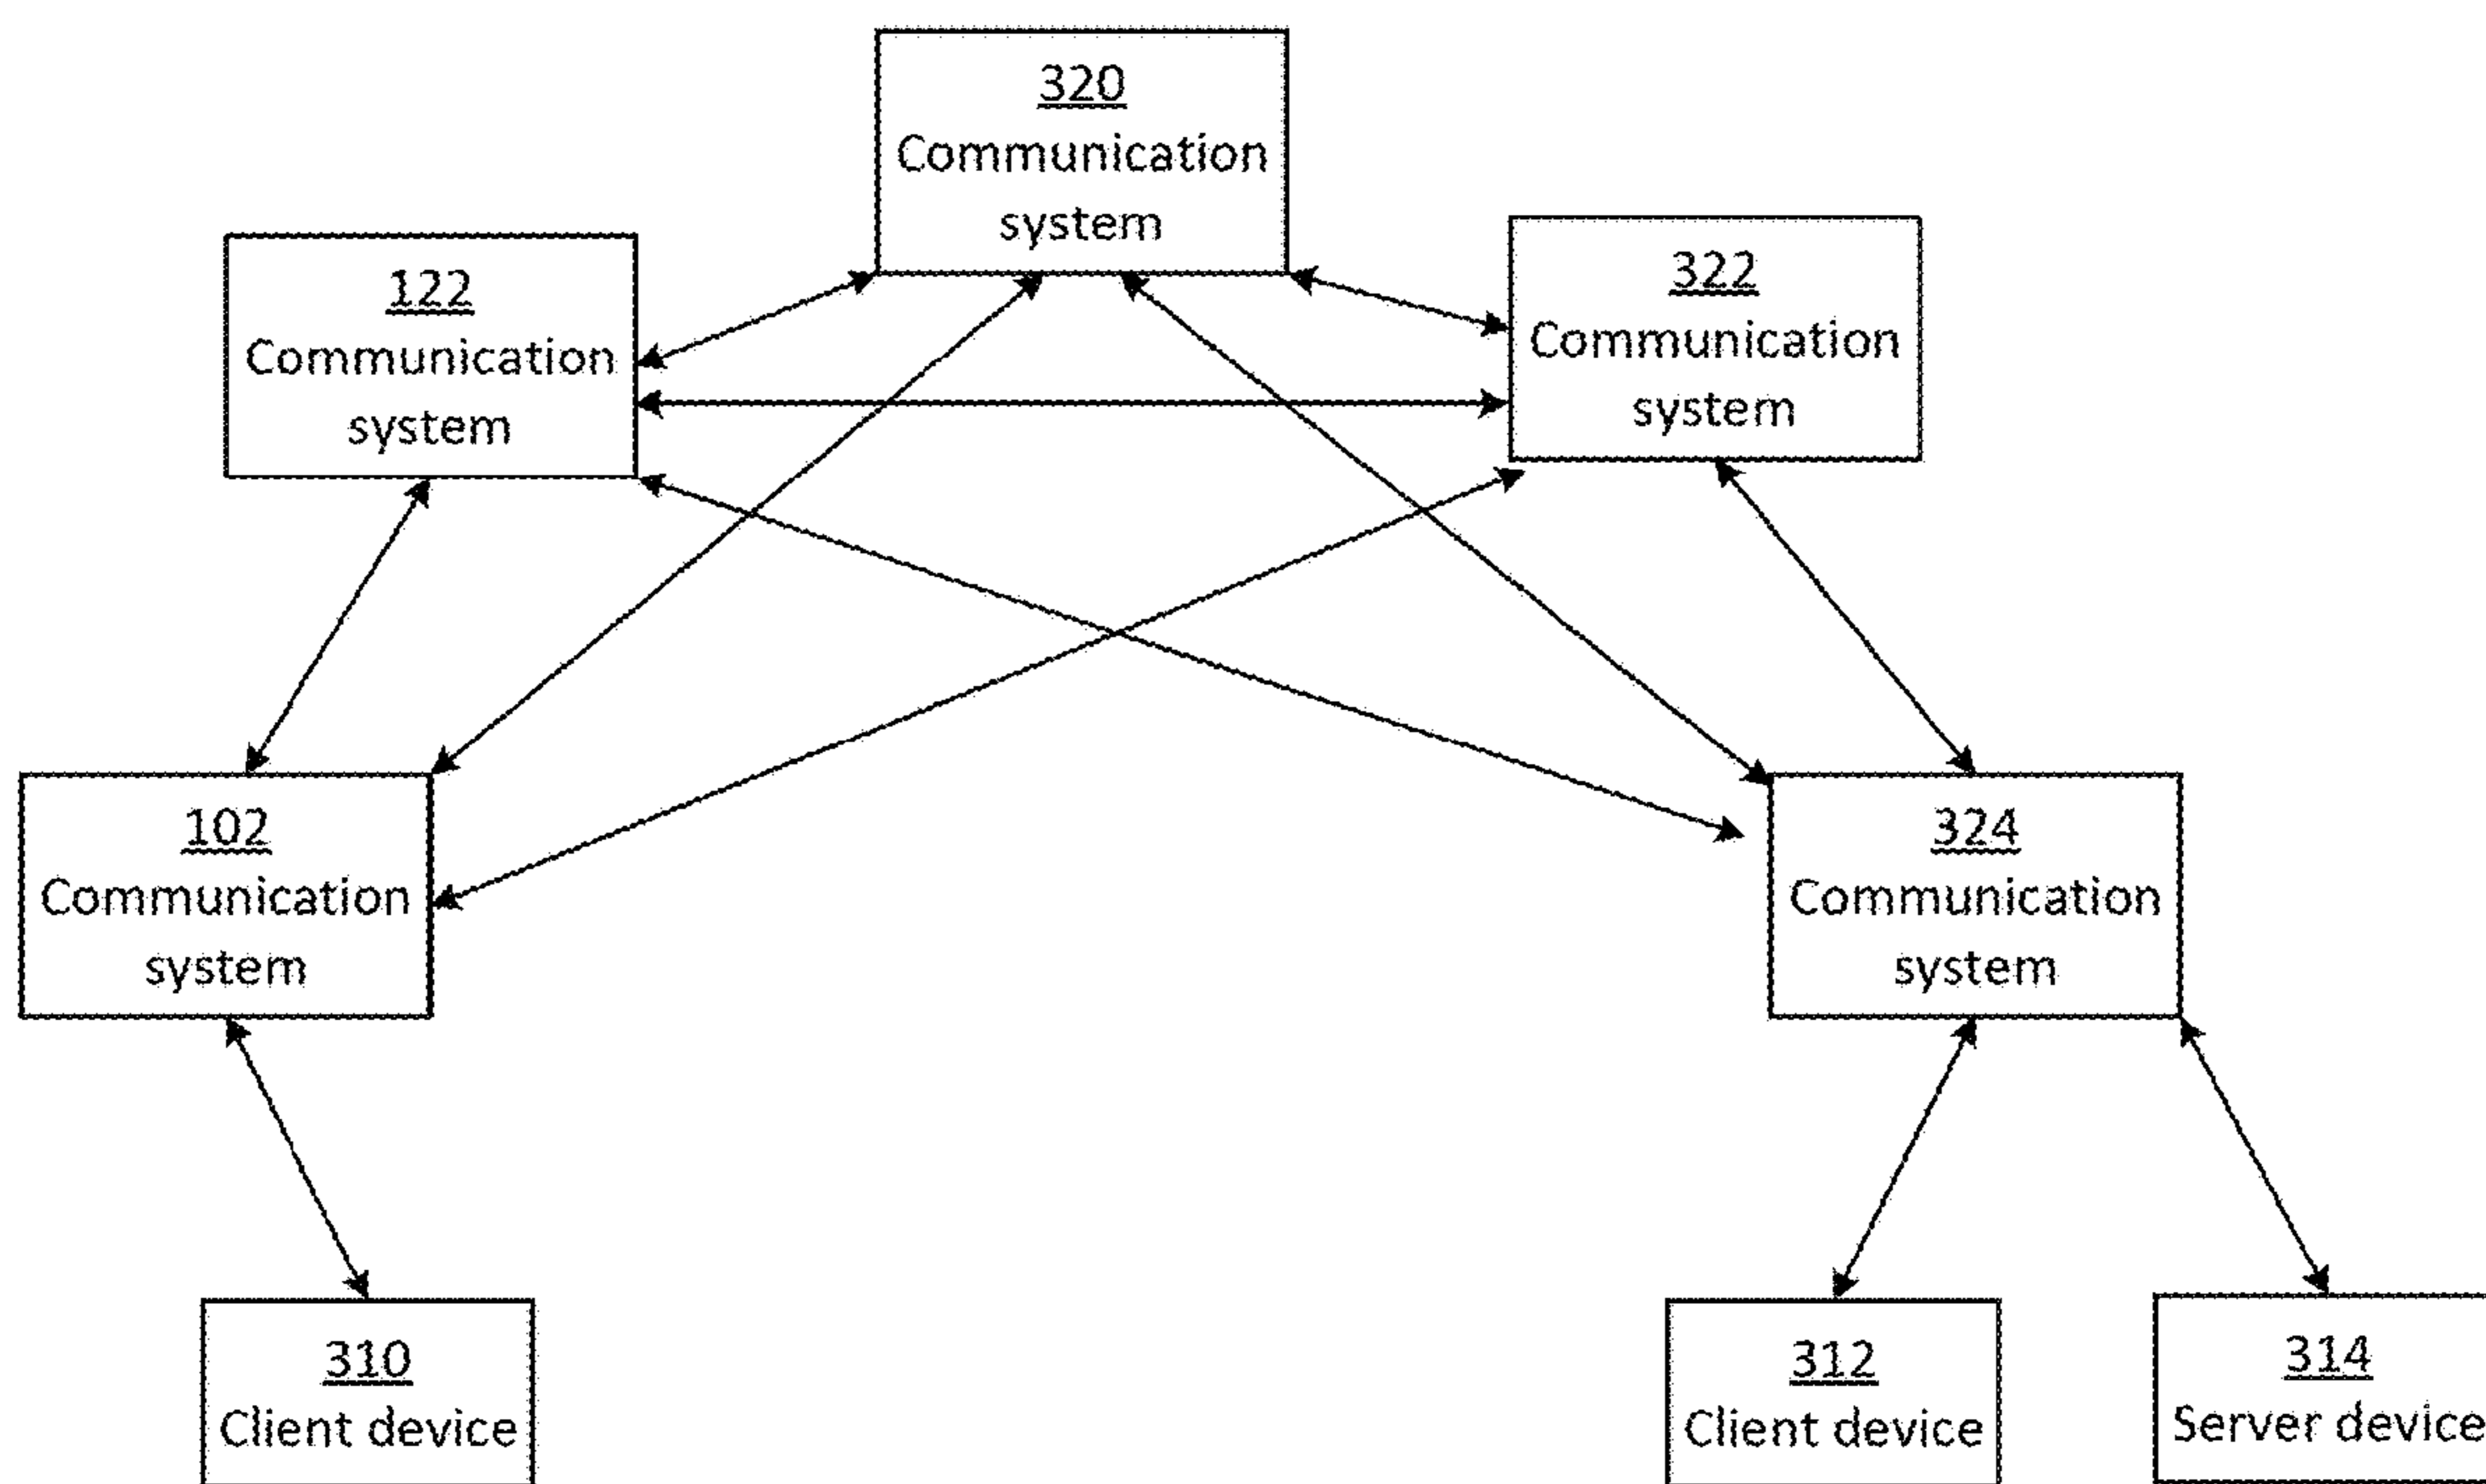 320
Communication
system
122
Communication
system
322
Communication
system
102
Communication
system
324
Communication
system
310
Client device
312
Client device
314
Server device